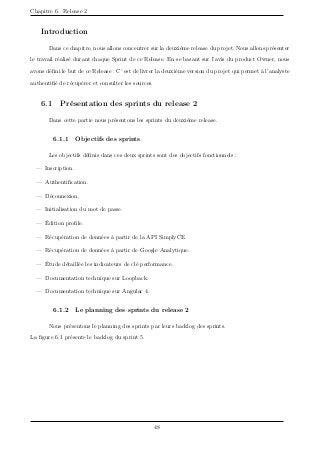 Chapitre 6. Release 2
Introduction
Dans ce chapitre, nous allons concentrer sur la deuxième release du projet. Nous allons présenter
le travail réalisé durant chaque Sprint de ce Release. En se basant sur l'avis du product Owner, nous
avons défini le but de ce Release : C' est de livrer la deuxième version du projet qui permet à l'analyste
authentifié de récupérer et consulter les sources.
6.1 Présentation des sprints du release 2
Dans cette partie nous présentons les sprints du deuxième release.
6.1.1 Objectifs des sprints
Les objectifs définis dans ces deux sprints sont des objectifs fonctionnels :
— Inscription.
— Authentification.
— Déconnexion.
— Initialisation du mot de passe.
— Édition profile.
— Récupération de données à partir de la API SimplyCE.
— Récupération de données à partir de Google Analytique.
— Étude détaillée les indicateurs de clé performance.
— Documentation technique sur Loopback.
— Documentation technique sur Angular 4.
6.1.2 Le planning des sprints du release 2
Nous présentons le planning des sprints par leurs backlog des sprints.
La figure 6.1 présente le backlog du sprint 5.
48